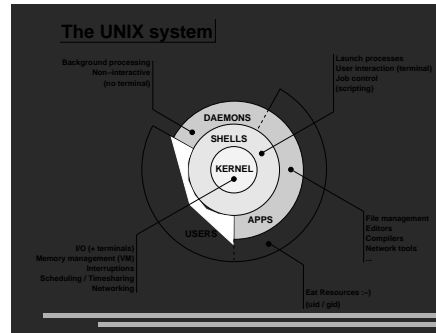 The UNIX system
Background processing
Non-interactive
(no terminal)
Launch processes
User interaction (terminal)
Job control
(scripting)
DAEMONS
SHELLS
KERNEL
USERS
APPS
I/O (+ terminals)
Memory management (VM)
Interruptions
Scheduling / Timesharing
Networking
File management
Editors
Compilers
Network tools
...
Eat Resources :-)
(uid / gid)